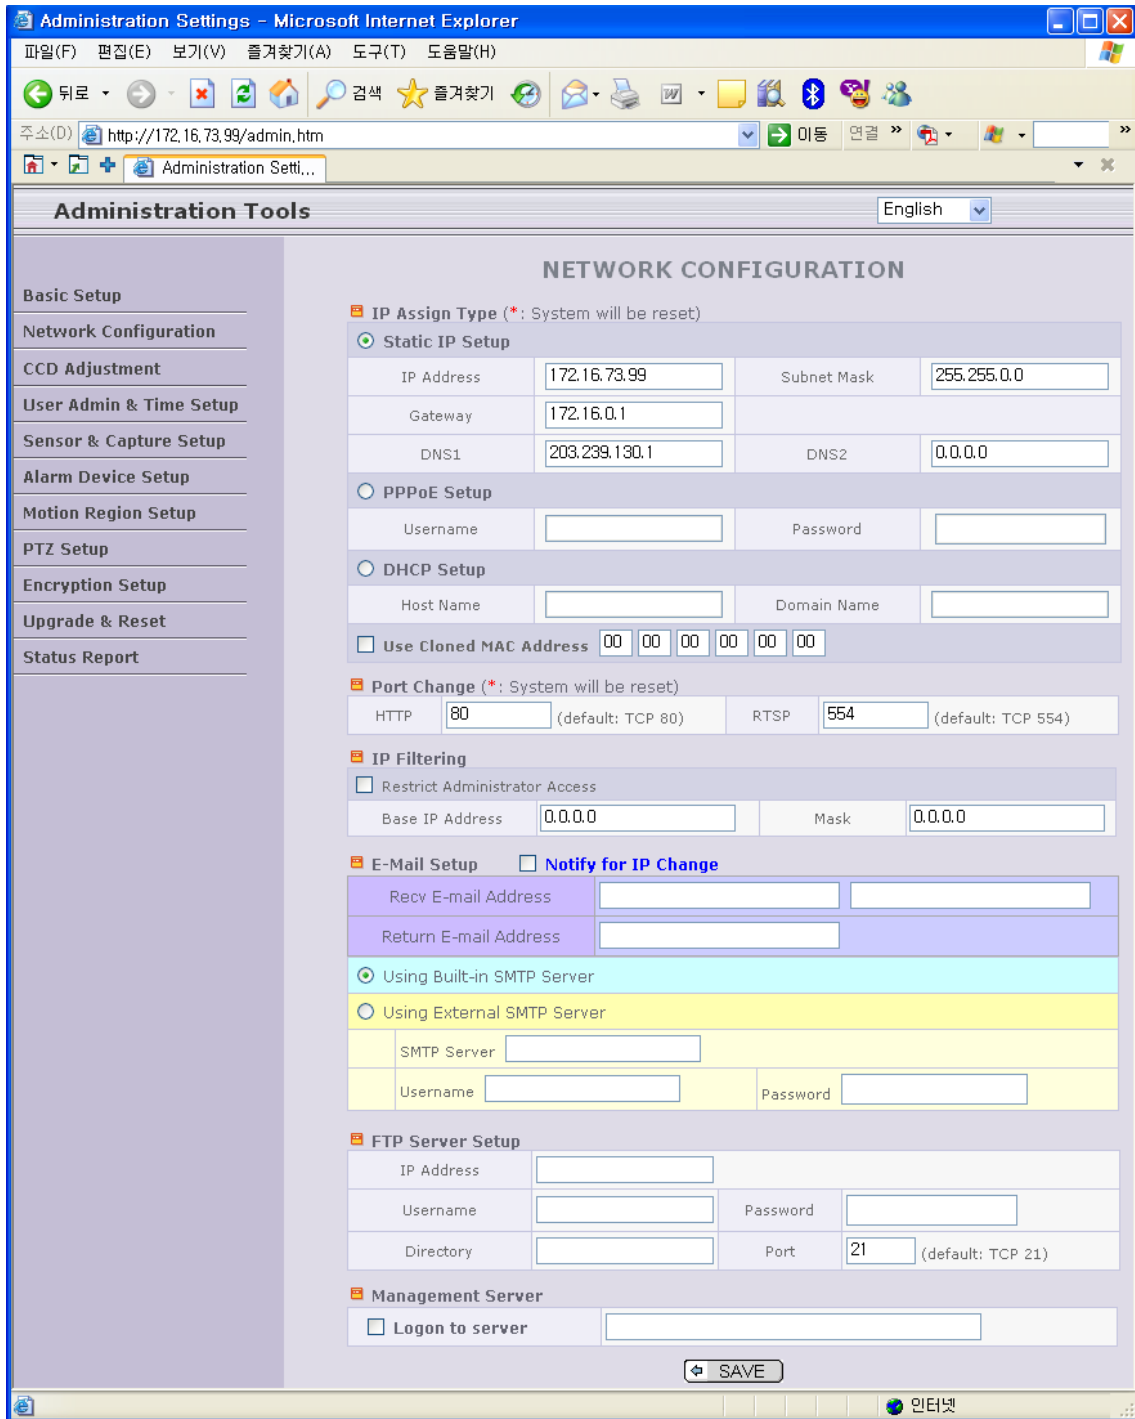 Administration Settings - Microsoft Internet Explorer
파일(F) 편집(E) 보기(V) 즐겨찾기(A) 도구(T) 도움말(H)
뒤로 검색 즐겨찾기
주소(D) http://172.16.73.99/admin.htm 이동 연결 »
Administration Setti...
Administration Tools English
NETWORK CONFIGURATION
Basic Setup
Network Configuration
CCD Adjustment
User Admin & Time Setup
Sensor & Capture Setup
Alarm Device Setup
Motion Region Setup
PTZ Setup
Encryption Setup
Upgrade & Reset
Status Report
IP Assign Type (*: System will be reset)
Static IP Setup
IP Address 172.16.73.99 Subnet Mask 255.255.0.0
Gateway 172.16.0.1
DNS1 203.239.130.1 DNS2 0.0.0.0
PPPoE Setup
Username Password
DHCP Setup
Host Name Domain Name
Use Cloned MAC Address 00 00 00 00 00 00
Port Change (*: System will be reset)
HTTP 80 (default: TCP 80) RTSP 554 (default: TCP 554)
IP Filtering
Restrict Administrator Access
Base IP Address 0.0.0.0 Mask 0.0.0.0
E-Mail Setup Notify for IP Change
Recv E-mail Address
Return E-mail Address
Using Built-in SMTP Server
Using External SMTP Server
SMTP Server
Username Password
FTP Server Setup
IP Address
Username Password
Directory Port 21 (default: TCP 21)
Management Server
Logon to server
SAVE
인터넷